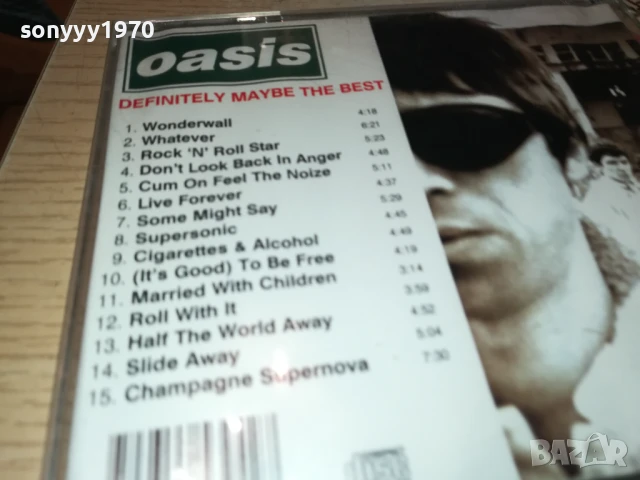 sonyyy1970
oasis
DEFINITELY MAYBE THE BEST
1. Wonderwall 4:18
2. Whatever 6:21
3. Rock 'N' Roll Star 5:23
4. Don't Look Back In Anger 4:48
5. Cum On Feel The Noize 5:11
6. Live Forever 4:37
7. Some Might Say 5:29
8. Supersonic 4:45
9. Cigarettes & Alcohol 4:49
10. (It's Good) To Be Free 4:19
11. Married With Children 3:14
12. Roll With It 3:59
13. Half The World Away 4:52
14. Slide Away 5:04
15. Champagne Supernova 7:30
BAZAR